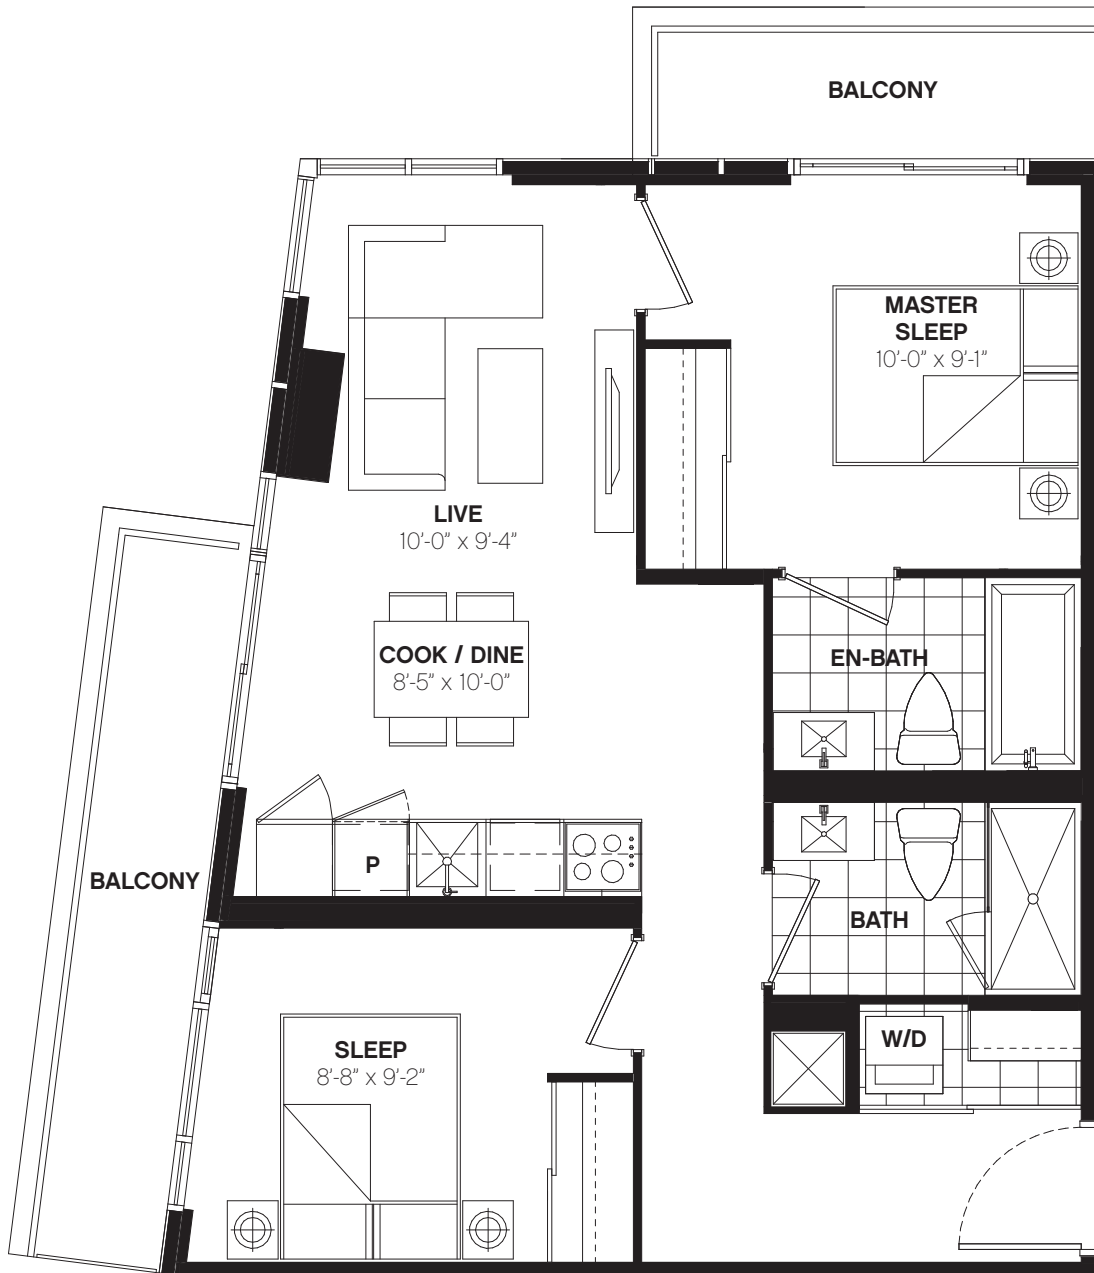 BALCONY
MASTER
SLEEP
10'-0" x 9'-1"
LIVE
10'-0" x 9'-4"
COOK / DINE
8'-5" x 10'-0"
EN-BATH
P
BALCONY
BATH
W/D
SLEEP
8'-8" x 9'-2"